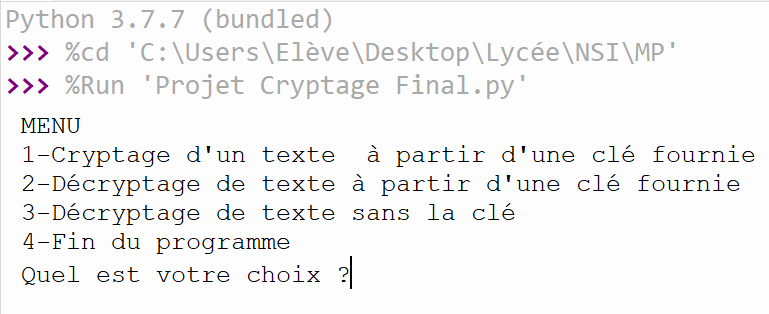 Python 3.7.7 (bundled)
>>> %cd 'C:\Users\Elève\Desktop\Lycée\NSI\MP'
>>> %Run 'Projet Cryptage Final.py'
MENU
1-Cryptage d'un texte  à partir d'une clé fournie
2-Décryptage de texte à partir d'une clé fournie
3-Décryptage de texte sans la clé
4-Fin du programme
Quel est votre choix ?